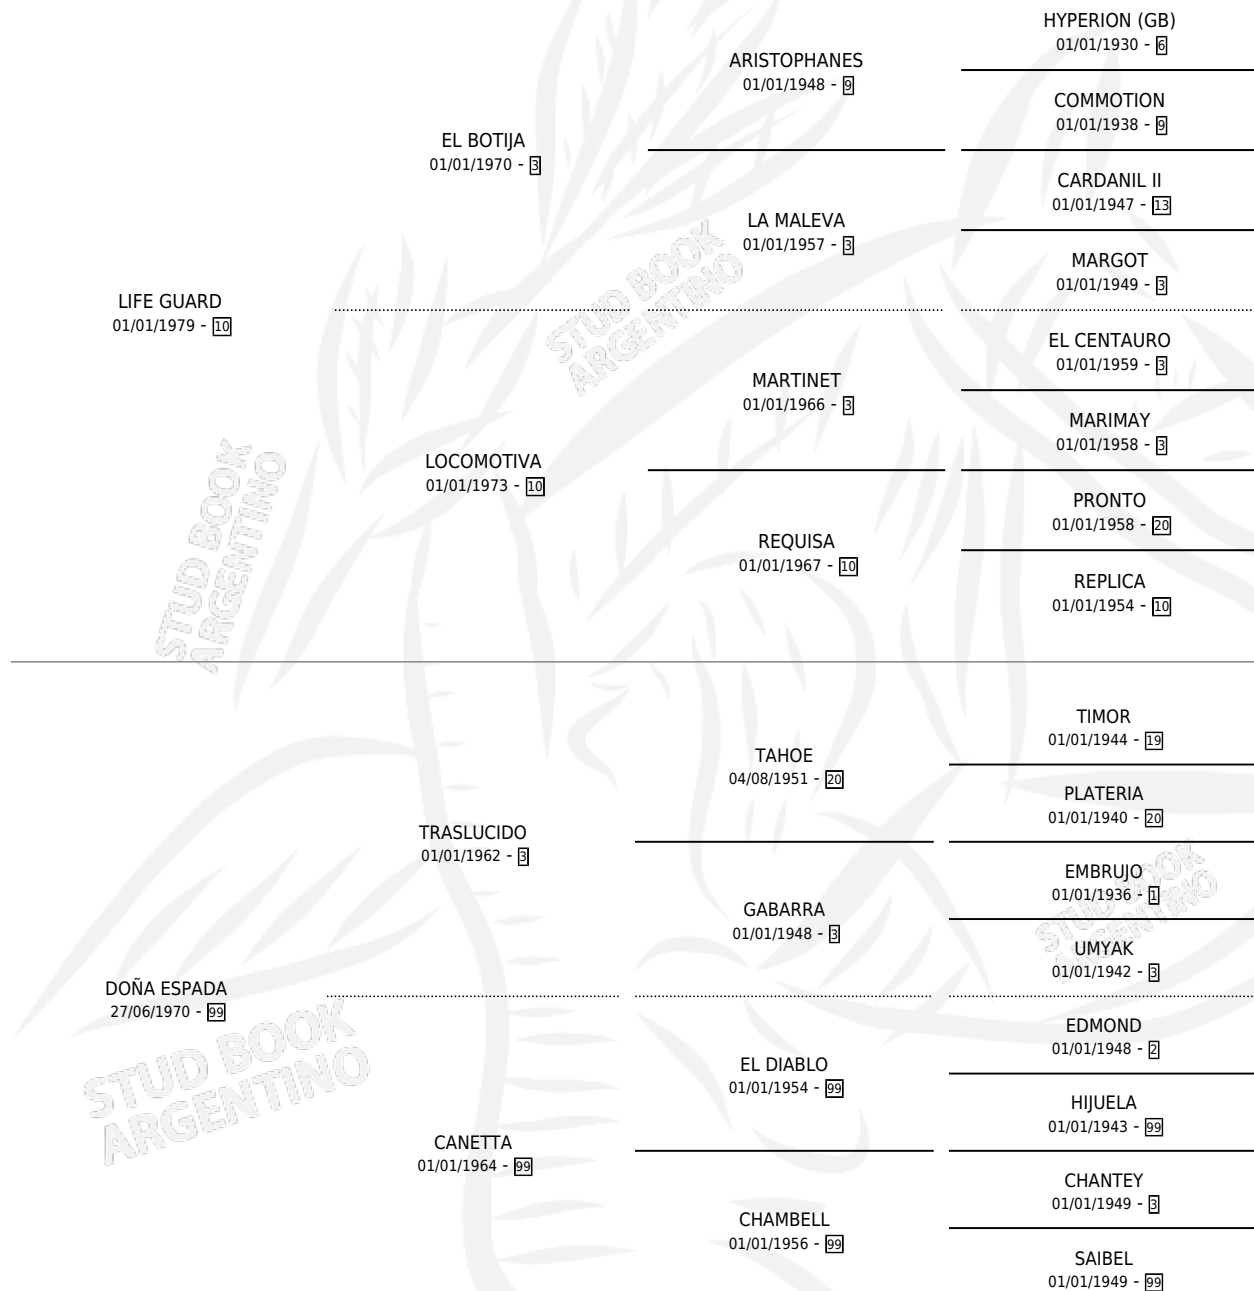 HYPERION (GB)
01/01/1930 - 6
ARISTOPHANES
01/01/1948 - 9
COMMOTION
01/01/1938 - 9
EL BOTIJA
01/01/1970 - 3
CARDANIL II
01/01/1947 - 13
LA MALEVA
01/01/1957 - 3
MARGOT
01/01/1949 - 3
LIFE GUARD
01/01/1979 - 10
EL CENTAURO
01/01/1959 - 3
MARTINET
01/01/1966 - 3
MARIMAY
01/01/1958 - 3
LOCOMOTIVA
01/01/1973 - 10
PRONTO
01/01/1958 - 20
REQUISA
01/01/1967 - 10
REPLICA
01/01/1954 - 10
TIMOR
01/01/1944 - 19
TAHOE
04/08/1951 - 20
PLATERIA
01/01/1940 - 20
TRASLUCIDO
01/01/1962 - 3
EMBRUJO
01/01/1936 - 1
GABARRA
01/01/1948 - 3
UMYAK
01/01/1942 - 3
DOÑA ESPADA
27/06/1970 - 99
EDMOND
01/01/1948 - 2
EL DIABLO
01/01/1954 - 99
HIJUELA
01/01/1943 - 99
CANETTA
01/01/1964 - 99
CHANTEY
01/01/1949 - 3
CHAMBELL
01/01/1956 - 99
SAIBEL
01/01/1949 - 99
STUD BOOK
ARGENTINO
STUD BOOK
ARGENTINO
STUD BOOK
ARGENTINO
STUD BOOK
ARGENTINO